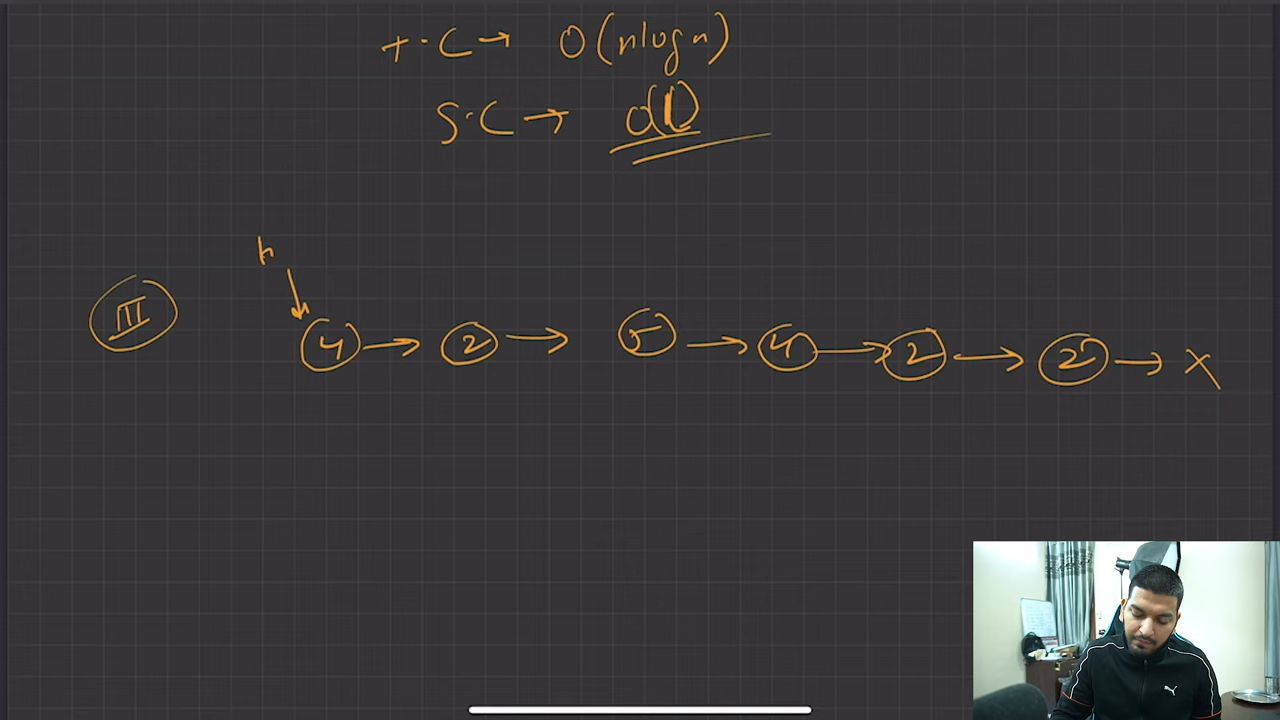 T.C → O(nlogn)
S.C → O(1)
h
III
4 → 2 → 5 → 4 → 2 → 2 → X